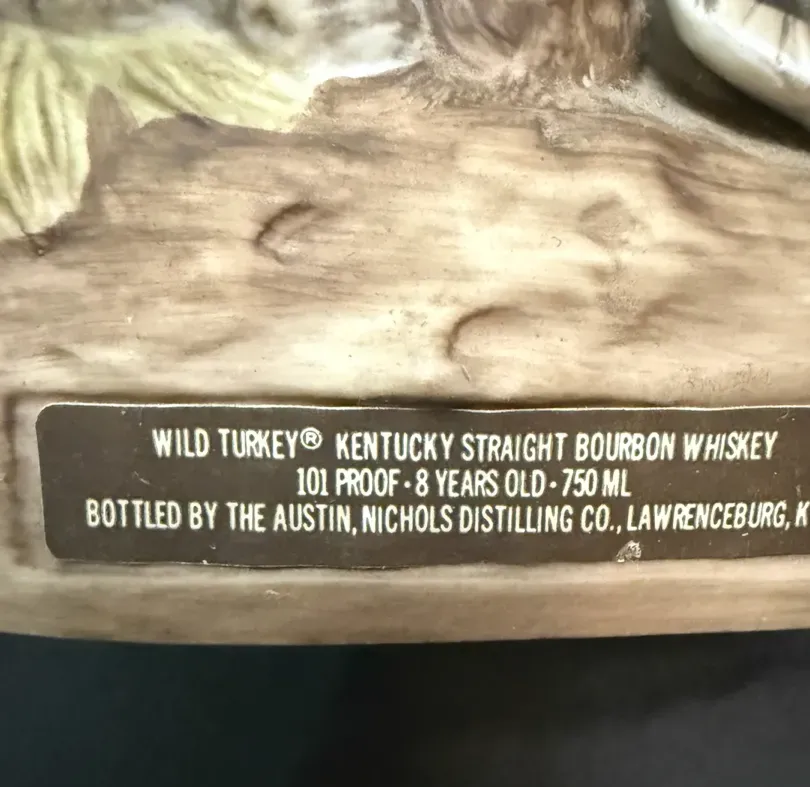 WILD TURKEY® KENTUCKY STRAIGHT BOURBON WHISKEY
101 PROOF • 8 YEARS OLD • 750 ML
BOTTLED BY THE AUSTIN, NICHOLS DISTILLING CO., LAWRENCEBURG, K